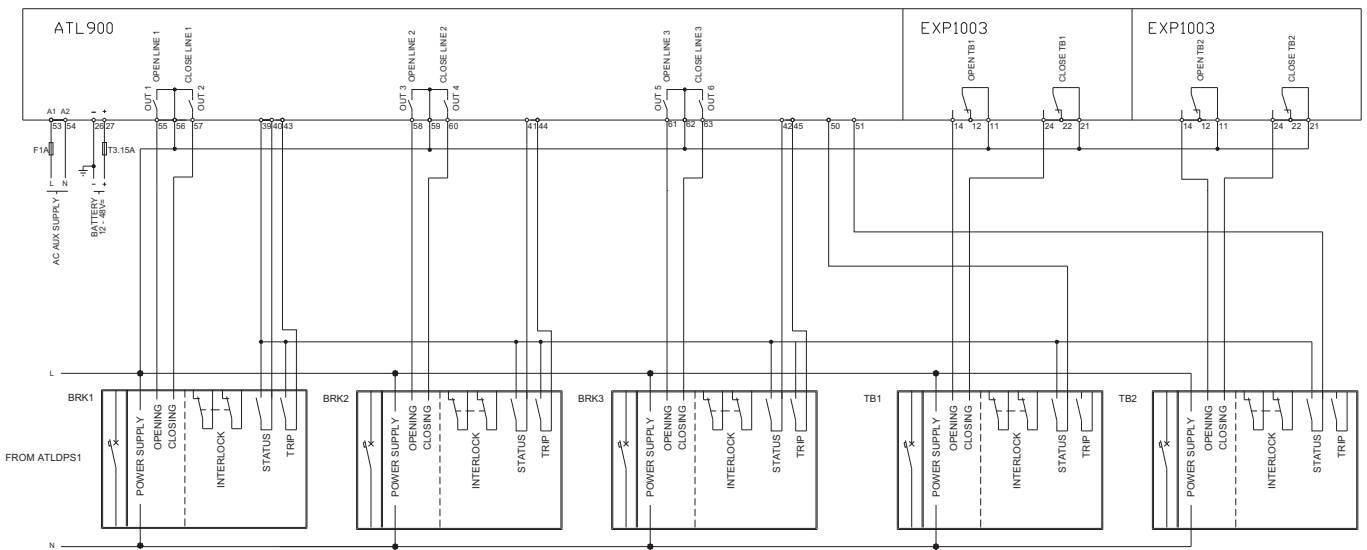 ATL900
EXP1003
EXP1003
OUT 1
OPEN LINE 1
CLOSE LINE 1
OUT 2
OUT 3
OPEN LINE 2
CLOSE LINE2
OUT 4
OUT 5
OPEN LINE 3
CLOSE LINE3
OUT 6
OPEN TB1
CLOSE TB1
OPEN TB2
CLOSE TB2
A1 A2 - +
53 54 26 27 55 56 57 39 40 43 58 59 60 41 44 61 62 63 42 45 50 51 14 12 11 24 22 21 14 12 11 24 22 21
F1A
T3.15A
L N - +
AC AUX SUPPLY
BATTERY
12 - 48V=
L
BRK1
BRK2
BRK3
TB1
TB2
FROM ATLDPS1
POWER SUPPLY
OPENING
CLOSING
INTERLOCK
STATUS
TRIP
POWER SUPPLY
OPENING
CLOSING
INTERLOCK
STATUS
TRIP
POWER SUPPLY
OPENING
CLOSING
INTERLOCK
STATUS
TRIP
POWER SUPPLY
OPENING
CLOSING
INTERLOCK
STATUS
TRIP
POWER SUPPLY
OPENING
CLOSING
INTERLOCK
STATUS
TRIP
N